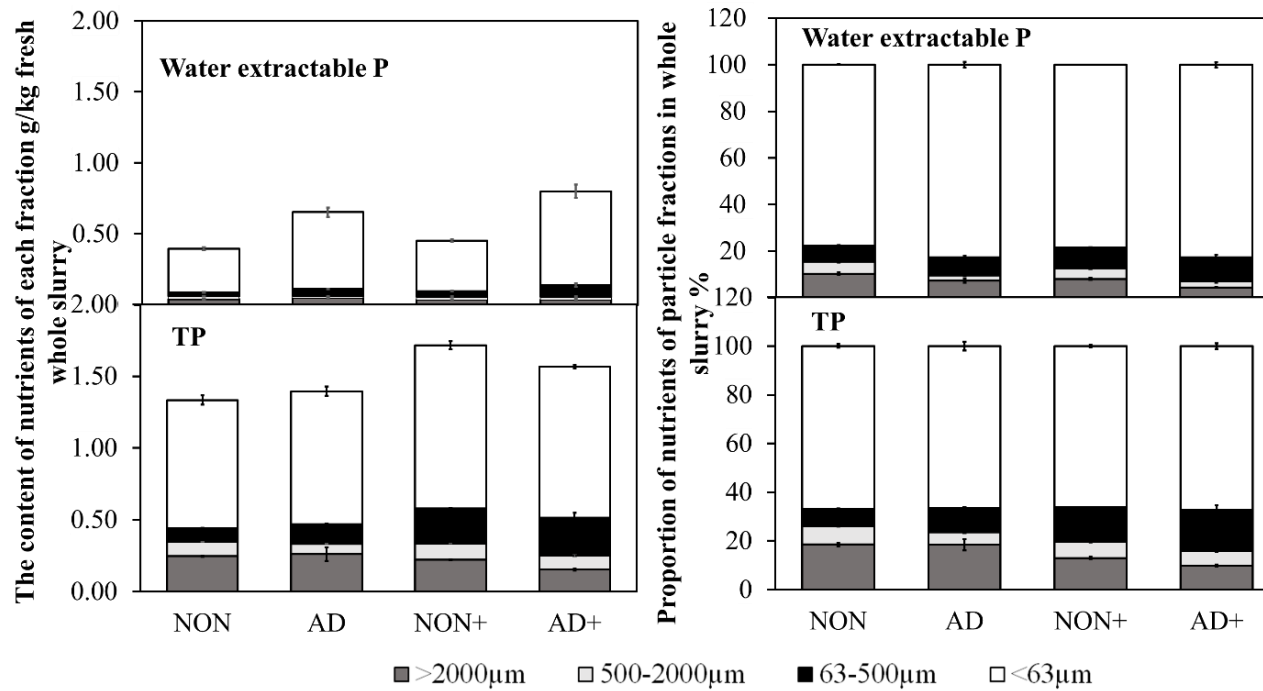 The content of nutrients of each fraction g/kg fresh
whole slurry
2.00
1.50
1.00
0.50
2.00
1.50
1.00
0.50
0.00
Water extractable P
TP
NON AD NON+ AD+
Proportion of nutrients of particle fractions in whole
slurry %
120
100
80
60
40
20
120
100
80
60
40
20
0
Water extractable P
TP
NON AD NON+ AD+
>2000µm 500-2000µm 63-500µm <63µm